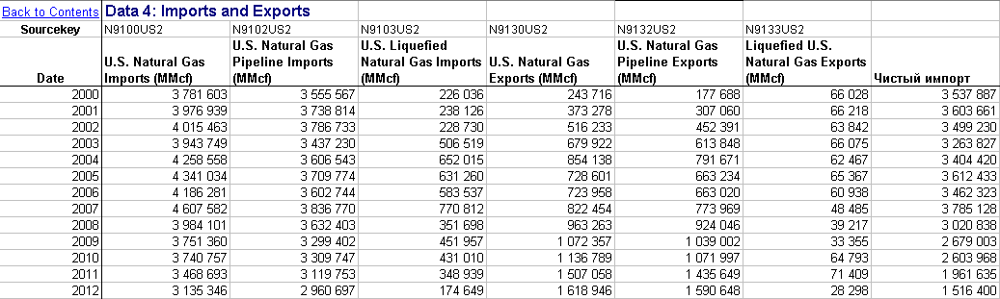 Back to Contents Data 4: Imports and Exports
Sourcekey N9100US2 N9102US2 N9103US2 N9130US2 N9132US2 N9133US2
Date U.S. Natural Gas Imports (MMcf) U.S. Natural Gas Pipeline Imports (MMcf) U.S. Liquefied Natural Gas Imports (MMcf) U.S. Natural Gas Exports (MMcf) U.S. Natural Gas Pipeline Exports (MMcf) Liquefied U.S. Natural Gas Exports (MMcf) Чистый импорт
2000 3 781 603 3 555 567 226 036 243 716 177 688 66 028 3 537 887
2001 3 976 939 3 738 814 238 126 373 278 307 060 66 218 3 603 661
2002 4 015 463 3 786 733 228 730 516 233 452 391 63 842 3 499 230
2003 3 943 749 3 437 230 506 519 679 922 613 848 66 075 3 263 827
2004 4 258 558 3 606 543 652 015 854 138 791 671 62 467 3 404 420
2005 4 341 034 3 709 774 631 260 728 601 663 234 65 367 3 612 433
2006 4 186 281 3 602 744 583 537 723 958 663 020 60 938 3 462 323
2007 4 607 582 3 836 770 770 812 822 454 773 969 48 485 3 785 128
2008 3 984 101 3 632 403 351 698 963 263 924 046 39 217 3 020 838
2009 3 751 360 3 299 402 451 957 1 072 357 1 039 002 33 355 2 679 003
2010 3 740 757 3 309 747 431 010 1 136 789 1 071 997 64 793 2 603 968
2011 3 468 693 3 119 753 348 939 1 507 058 1 435 649 71 409 1 961 635
2012 3 135 346 2 960 697 174 649 1 618 946 1 590 648 28 298 1 516 400